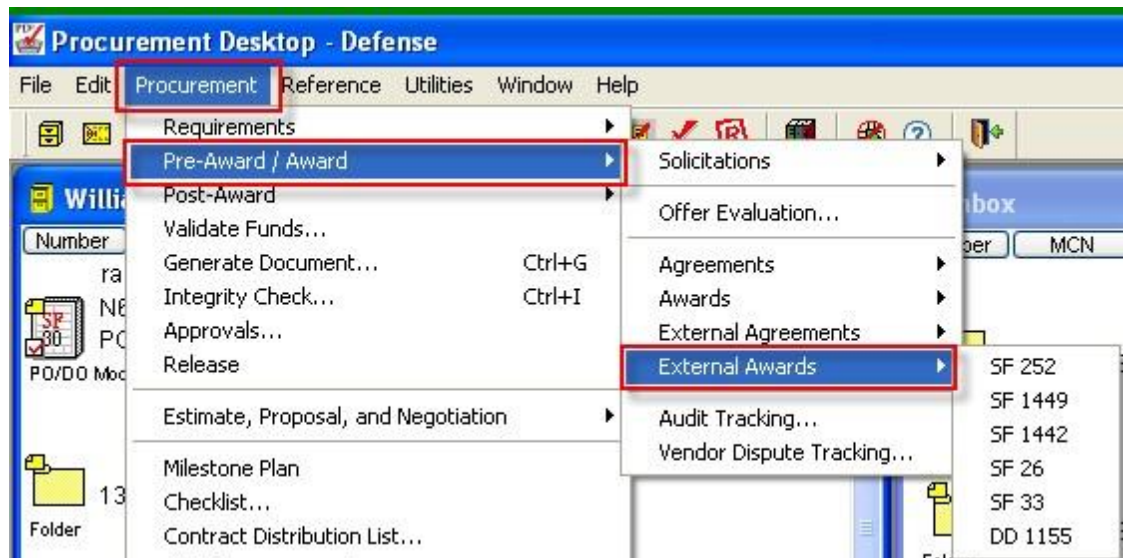 Procurement Desktop - Defense
File Edit Procurement Reference Utilities Window Help
Requirements
Pre-Award / Award
Post-Award
Validate Funds...
Generate Document... Ctrl+G
Integrity Check... Ctrl+I
Approvals...
Release
Estimate, Proposal, and Negotiation
Milestone Plan
Checklist...
Contract Distribution List...
Solicitations
Offer Evaluation...
Agreements
Awards
External Agreements
External Awards
Audit Tracking...
Vendor Dispute Tracking...
SF 252
SF 1449
SF 1442
SF 26
SF 33
DD 1155
Number
SF
30
PO/DO
13
Folder
MCN